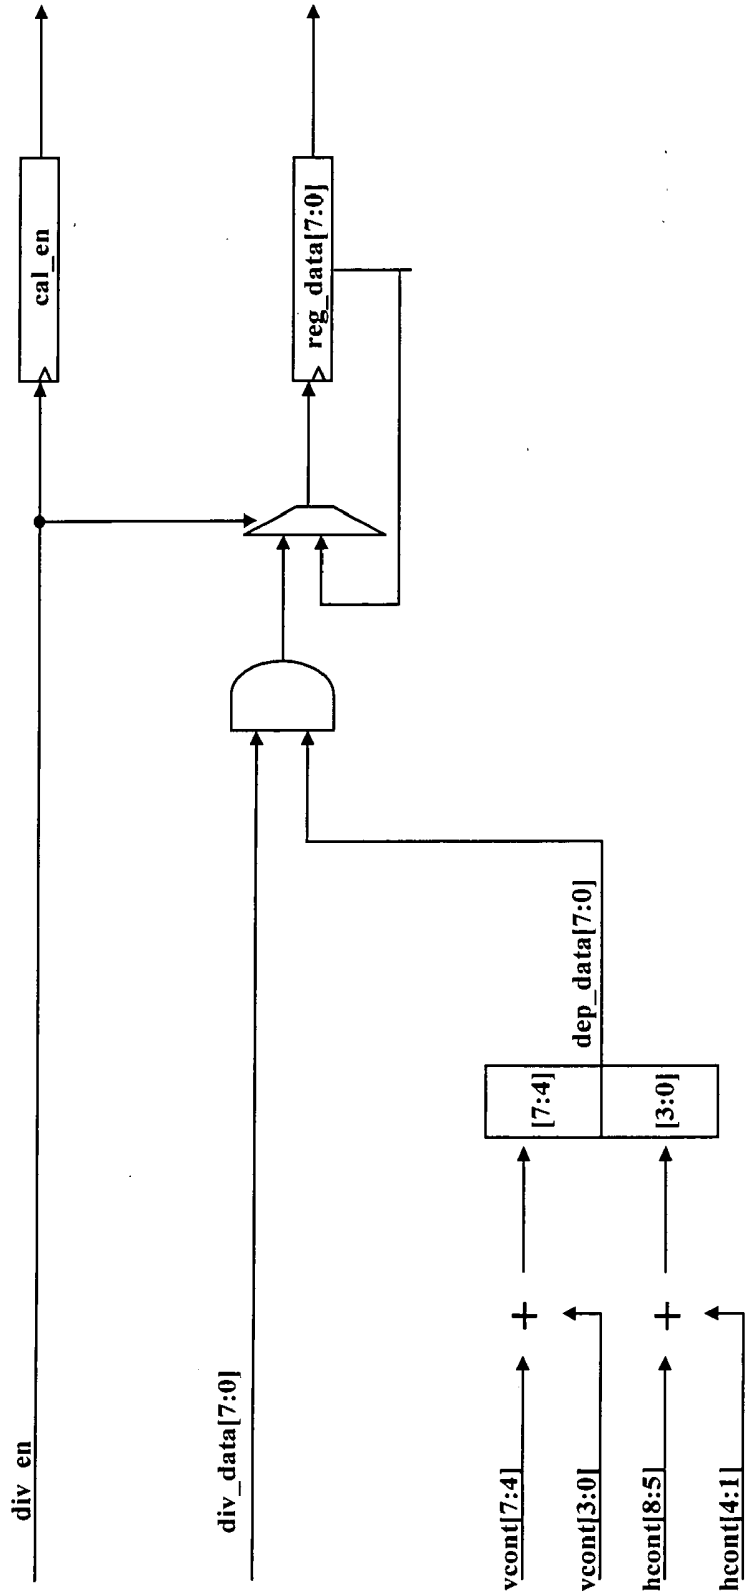 div_en
cal_en
div_data[7:0]
reg_data[7:0]
vcont[7:4]
+
[7:4]
dep_data[7:0]
vcont[3:0]
hcont[8:5]
+
[3:0]
hcont[4:1]